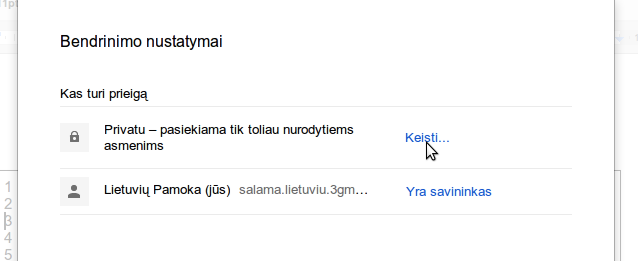 Bendrinimo nustatymai
Kas turi prieigą
Privatu – pasiekiama tik toliau nurodytiems
asmenims
Keisti...
Lietuvių Pamoka (jūs) salama.lietuviu.3gm... Yra savininkas
1
2
3
4
5